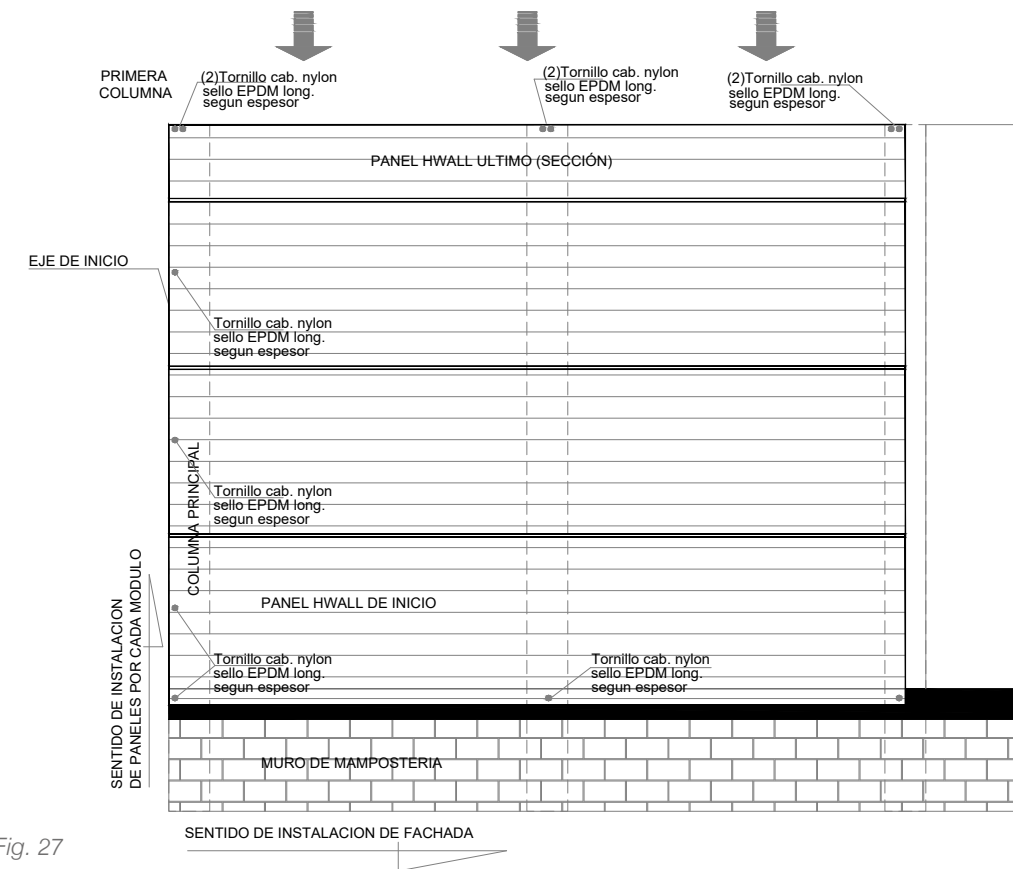 PRIMERA
COLUMNA
(2)Tornillo cab. nylon
sello EPDM long.
segun espesor
(2)Tornillo cab. nylon
sello EPDM long.
segun espesor
(2)Tornillo cab. nylon
sello EPDM long.
segun espesor
PANEL HWALL ULTIMO (SECCIÓN)
EJE DE INICIO
Tornillo cab. nylon
sello EPDM long.
segun espesor
COLUMNA PRINCIPAL
Tornillo cab. nylon
sello EPDM long.
segun espesor
SENTIDO DE INSTALACION
DE PANELES POR CADA MODULO
PANEL HWALL DE INICIO
Tornillo cab. nylon
sello EPDM long.
segun espesor
Tornillo cab. nylon
sello EPDM long.
segun espesor
MURO DE MAMPOSTERIA
SENTIDO DE INSTALACION DE FACHADA
Fig. 27